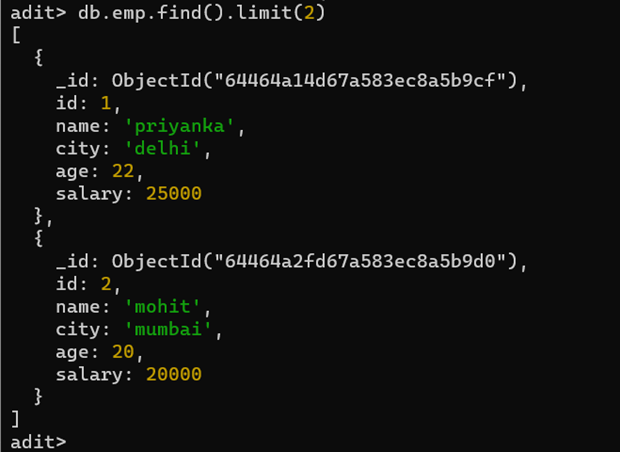 adit> db.emp.find().limit(2)
[
  {
    _id: ObjectId("64464a14d67a583ec8a5b9cf"),
    id: 1,
    name: 'priyanka',
    city: 'delhi',
    age: 22,
    salary: 25000
  },
  {
    _id: ObjectId("64464a2fd67a583ec8a5b9d0"),
    id: 2,
    name: 'mohit',
    city: 'mumbai',
    age: 20,
    salary: 20000
  }
]
adit>